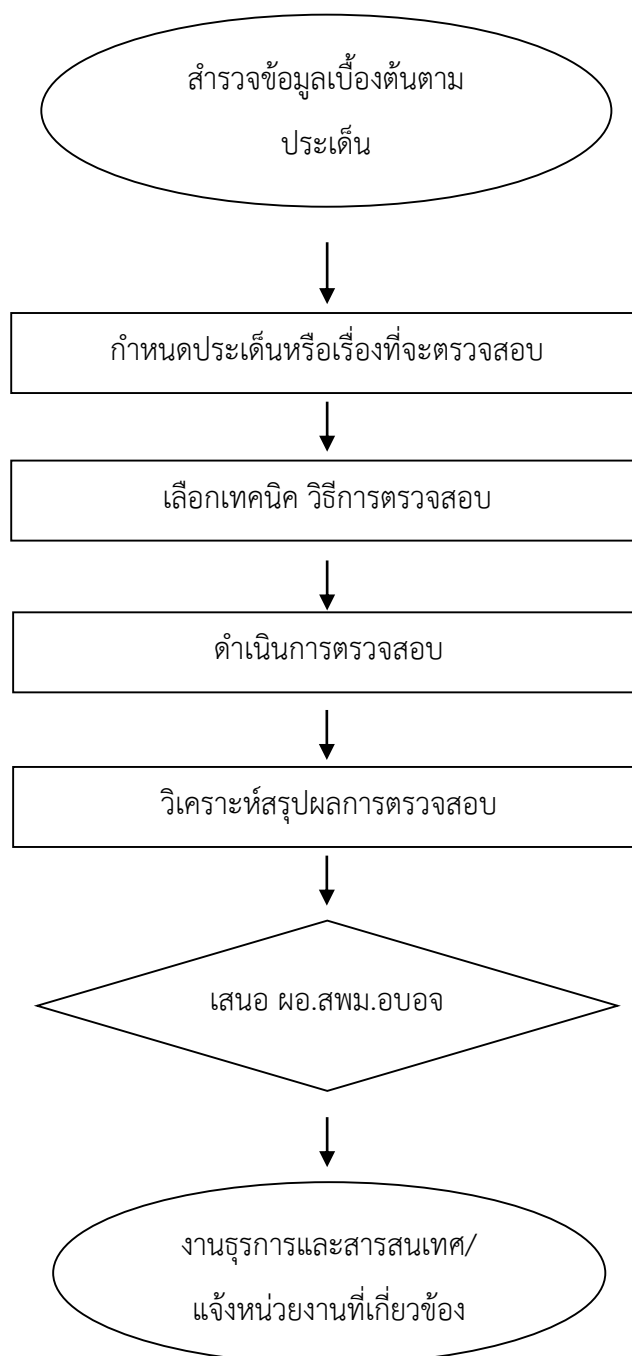 สำรวจข้อมูลเบื้องต้นตาม
ประเด็น
กำหนดประเด็นหรือเรื่องที่จะตรวจสอบ
เลือกเทคนิค วิธีการตรวจสอบ
ดำเนินการตรวจสอบ
วิเคราะห์สรุปผลการตรวจสอบ
เสนอ ผอ.สพม.อบอจ
งานธุรการและสารสนเทศ/
แจ้งหน่วยงานที่เกี่ยวข้อง